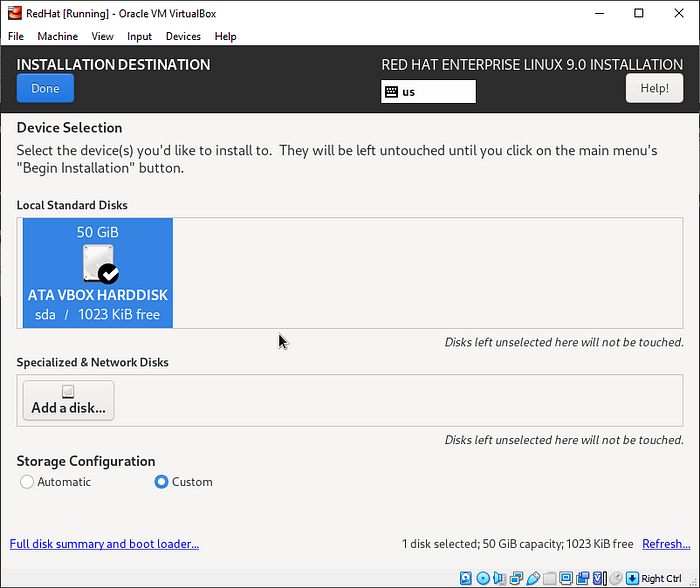 RedHat [Running] - Oracle VM VirtualBox
File Machine View Input Devices Help
INSTALLATION DESTINATION
RED HAT ENTERPRISE LINUX 9.0 INSTALLATION
Done
us
Help!
Device Selection
Select the device(s) you'd like to install to. They will be left untouched until you click on the main menu's
"Begin Installation" button.
Local Standard Disks
50 GiB
ATA VBOX HARDDISK
sda / 1023 KiB free
Disks left unselected here will not be touched.
Specialized & Network Disks
Add a disk...
Disks left unselected here will not be touched.
Storage Configuration
Automatic Custom
Full disk summary and boot loader...
1 disk selected; 50 GiB capacity; 1023 KiB free Refresh...
Right Ctrl